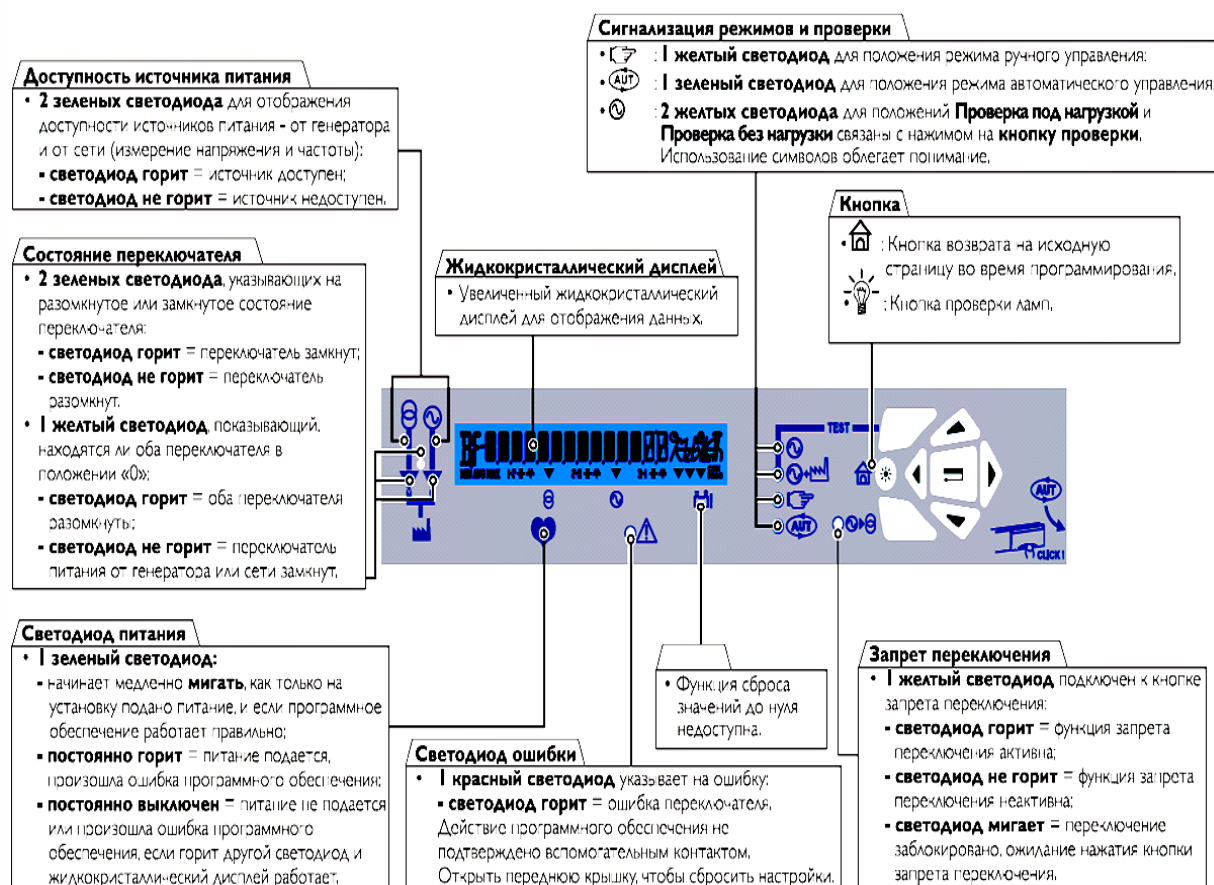 Сигнализация режимов и проверки
• : 1 желтый светодиод для положения режима ручного управления;
• AUT : 1 зеленый светодиод для положения режима автоматического управления;
• : 2 желтых светодиода для положений Проверка под нагрузкой и
Проверка без нагрузки связаны с нажимом на кнопку проверки.
Использование символов облегает понимание.
Доступность источника питания
• 2 зеленых светодиода для отображения
доступности источников питания - от генератора
и от сети (измерение напряжения и частоты):
- светодиод горит = источник доступен;
- светодиод не горит = источник недоступен.
Кнопка
• : Кнопка возврата на исходную
страницу во время программирования.
• : Кнопка проверки ламп.
Состояние переключателя
• 2 зеленых светодиода, указывающих на
разомкнутое или замкнутое состояние
переключателя:
- светодиод горит = переключатель замкнут;
- светодиод не горит = переключатель
разомкнут.
• 1 желтый светодиод, показывающий,
находятся ли оба переключателя в
положении «0»:
- светодиод горит = оба переключателя
разомкнуты;
- светодиод не горит = переключатель
питания от генератора или сети замкнут.
Жидкокристаллический дисплей
• Увеличенный жидкокристаллический
дисплей для отображения данных.
TEST
AUT
AUT
CLICK!
Светодиод питания
• 1 зеленый светодиод:
- начинает медленно мигать, как только на
установку подано питание, и если программное
обеспечение работает правильно;
- постоянно горит = питание подается,
произошла ошибка программного обеспечения;
- постоянно выключен = питание не подается
или произошла ошибка программного
обеспечения, если горит другой светодиод и
жидкокристаллический дисплей работает.
• Функция сброса
значений до нуля
недоступна.
Светодиод ошибки
• 1 красный светодиод указывает на ошибку:
- светодиод горит = ошибка переключателя.
Действие программного обеспечения не
подтверждено вспомогательным контактом.
Открыть переднюю крышку, чтобы сбросить настройки.
Запрет переключения
• 1 желтый светодиод подключен к кнопке
запрета переключения:
- светодиод горит = функция запрета
переключения активна;
- светодиод не горит = функция запрета
переключения неактивна;
- светодиод мигает = переключение
заблокировано, ожидание нажатия кнопки
запрета переключения.